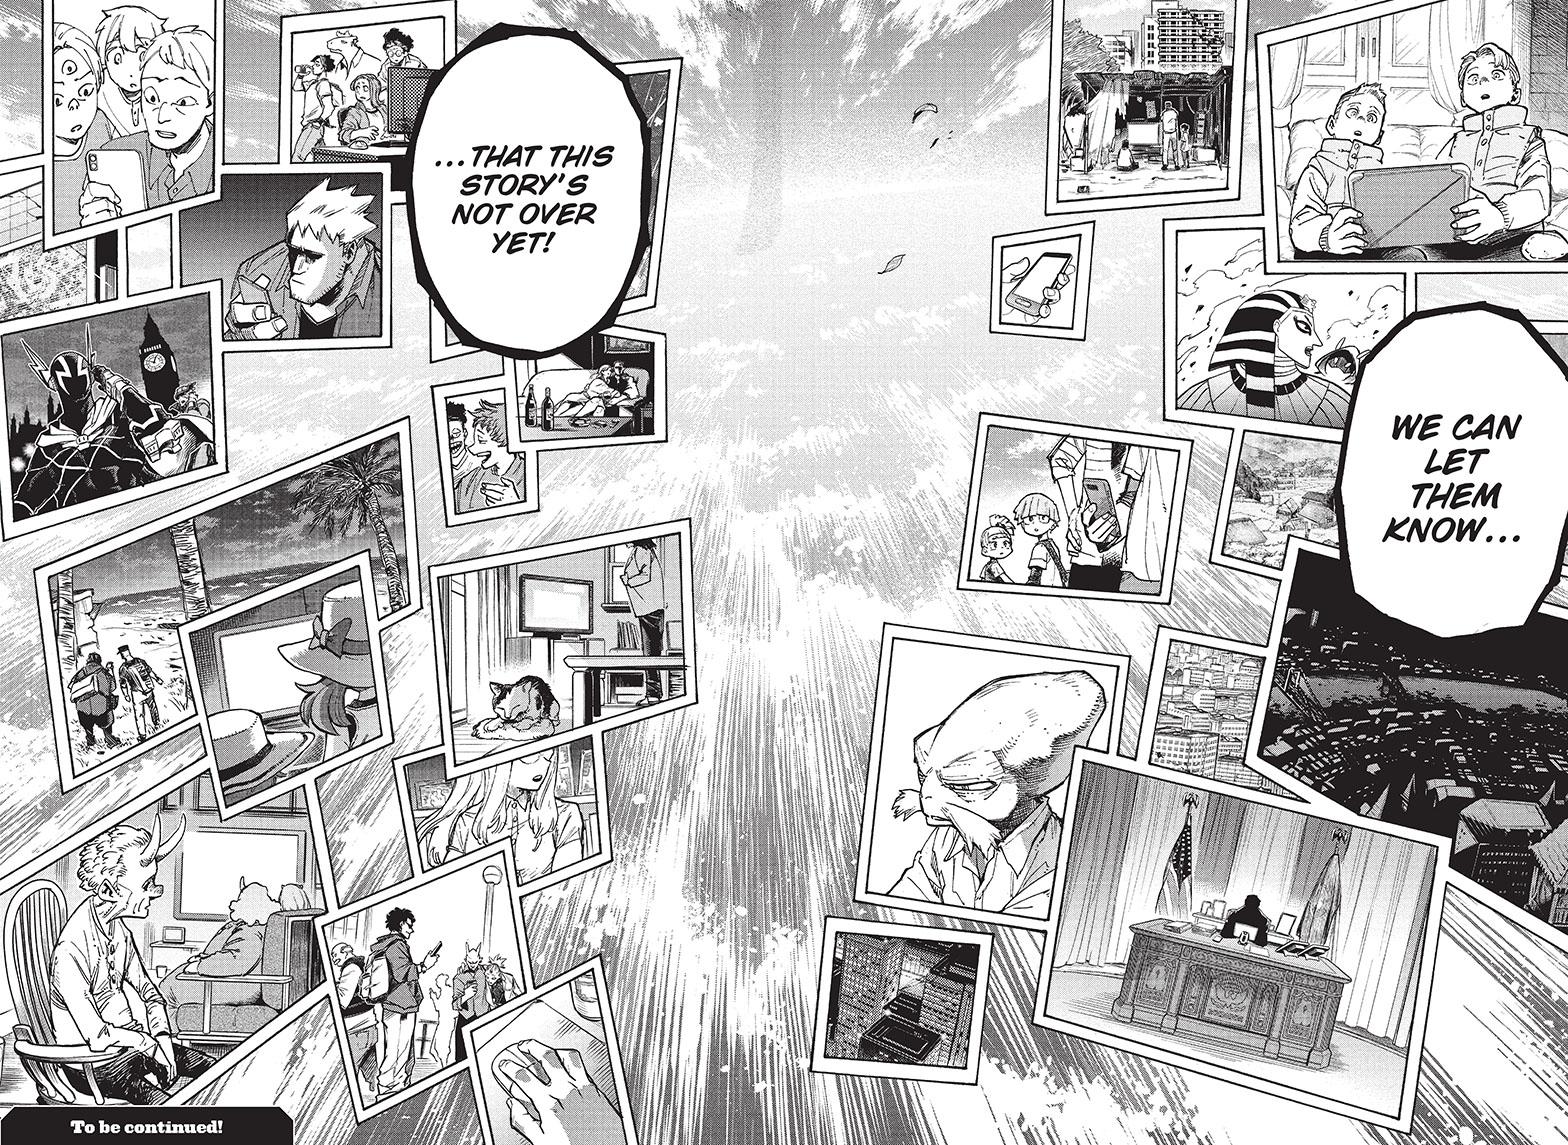 WE CAN
LET
THEM
KNOW...
...THAT THIS
STORY'S
NOT OVER
YET!
To be continued!